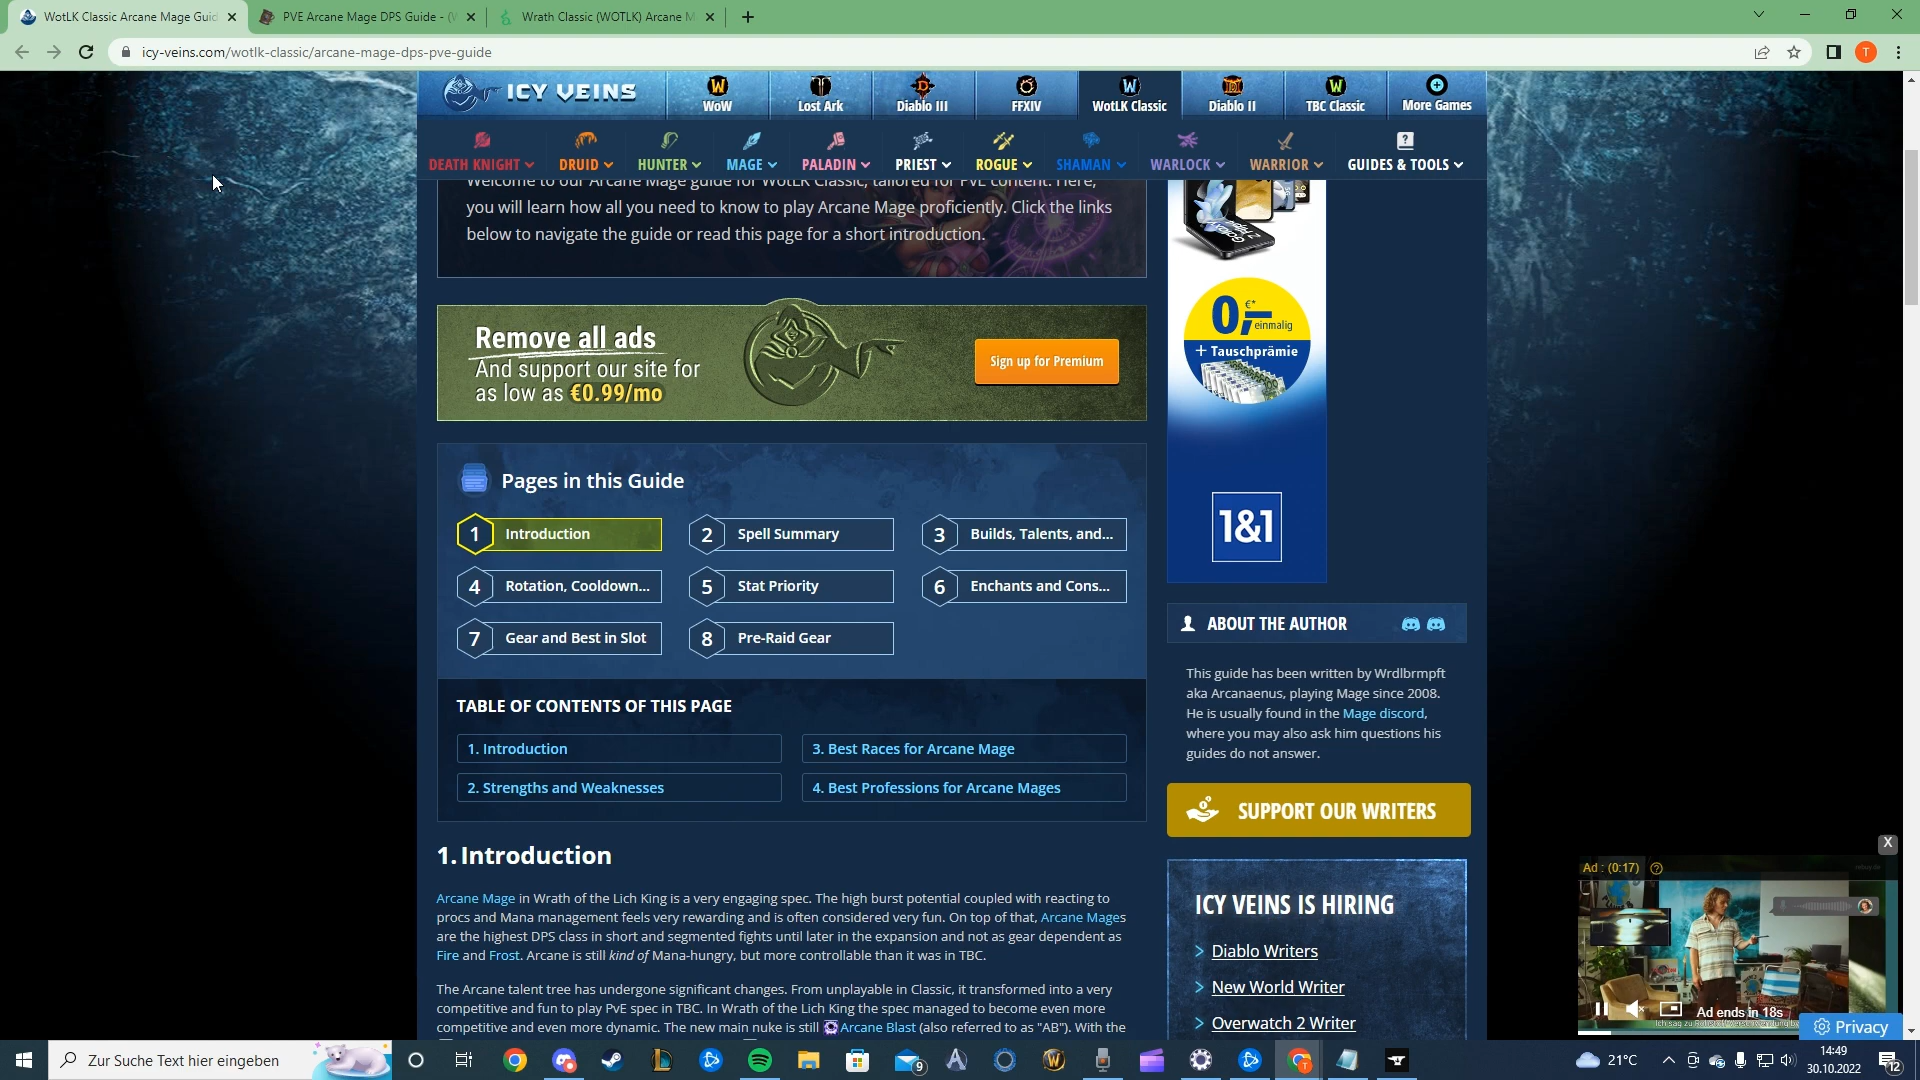 WotLK Classic Arcane Mage Guid
PVE Arcane Mage DPS Guide - (W
Wrath Classic (WOTLK) Arcane M
icy-veins.com/wotlk-classic/arcane-mage-dps-pve-guide
T
ICY VEINS
WoW
Lost Ark
Diablo III
FFXIV
WotLK Classic
Diablo II
TBC Classic
More Games
DEATH KNIGHT
DRUID
HUNTER
MAGE
PALADIN
PRIEST
ROGUE
SHAMAN
WARLOCK
WARRIOR
GUIDES & TOOLS
Welcome to our Arcane Mage guide for WotLK Classic, tailored for PvE content. Here,
you will learn how all you need to know to play Arcane Mage proficiently. Click the links
below to navigate the guide or read this page for a short introduction.
Remove all ads
And support our site for
as low as €0.99/mo
Sign up for Premium
0,–
€*
einmalig
+ Tauschprämie
1&1
Pages in this Guide
1 Introduction
2 Spell Summary
3 Builds, Talents, and...
4 Rotation, Cooldown...
5 Stat Priority
6 Enchants and Cons...
7 Gear and Best in Slot
8 Pre-Raid Gear
TABLE OF CONTENTS OF THIS PAGE
1. Introduction
3. Best Races for Arcane Mage
2. Strengths and Weaknesses
4. Best Professions for Arcane Mages
1. Introduction
Arcane Mage in Wrath of the Lich King is a very engaging spec. The high burst potential coupled with reacting to
procs and Mana management feels very rewarding and is often considered very fun. On top of that, Arcane Mages
are the highest DPS class in short and segmented fights until later in the expansion and not as gear dependent as
Fire and Frost. Arcane is still kind of Mana-hungry, but more controllable than it was in TBC.
The Arcane talent tree has undergone significant changes. From unplayable in Classic, it transformed into a very
competitive and fun to play PvE spec in TBC. In Wrath of the Lich King the spec managed to become even more
competitive and even more dynamic. The new main nuke is still Arcane Blast (also referred to as "AB"). With the
ABOUT THE AUTHOR
This guide has been written by Wrdlbrmpft
aka Arcanaenus, playing Mage since 2008.
He is usually found in the Mage discord,
where you may also ask him questions his
guides do not answer.
SUPPORT OUR WRITERS
ICY VEINS IS HIRING
> Diablo Writers
> New World Writer
> Overwatch 2 Writer
X
Ad : (0:17)
Ad ends in 18s
Privacy
Zur Suche Text hier eingeben
9
21°C
14:49
30.10.2022
12